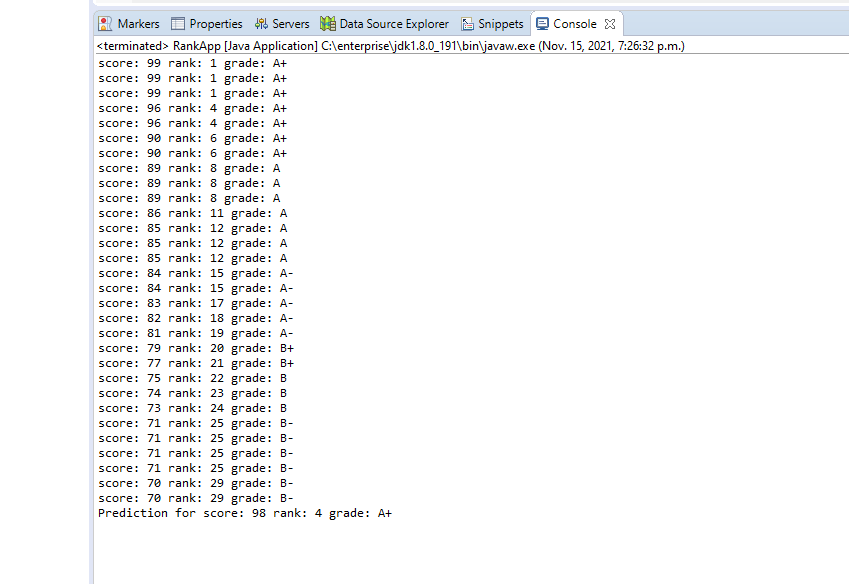 Markers Properties Servers Data Source Explorer Snippets Console
<terminated> RankApp [Java Application] C:\enterprise\jdk1.8.0_191\bin\javaw.exe (Nov. 15, 2021, 7:26:32 p.m.)
score: 99 rank: 1 grade: A+
score: 99 rank: 1 grade: A+
score: 99 rank: 1 grade: A+
score: 96 rank: 4 grade: A+
score: 96 rank: 4 grade: A+
score: 90 rank: 6 grade: A+
score: 90 rank: 6 grade: A+
score: 89 rank: 8 grade: A
score: 89 rank: 8 grade: A
score: 89 rank: 8 grade: A
score: 86 rank: 11 grade: A
score: 85 rank: 12 grade: A
score: 85 rank: 12 grade: A
score: 85 rank: 12 grade: A
score: 84 rank: 15 grade: A-
score: 84 rank: 15 grade: A-
score: 83 rank: 17 grade: A-
score: 82 rank: 18 grade: A-
score: 81 rank: 19 grade: A-
score: 79 rank: 20 grade: B+
score: 77 rank: 21 grade: B+
score: 75 rank: 22 grade: B
score: 74 rank: 23 grade: B
score: 73 rank: 24 grade: B
score: 71 rank: 25 grade: B-
score: 71 rank: 25 grade: B-
score: 71 rank: 25 grade: B-
score: 71 rank: 25 grade: B-
score: 70 rank: 29 grade: B-
score: 70 rank: 29 grade: B-
Prediction for score: 98 rank: 4 grade: A+